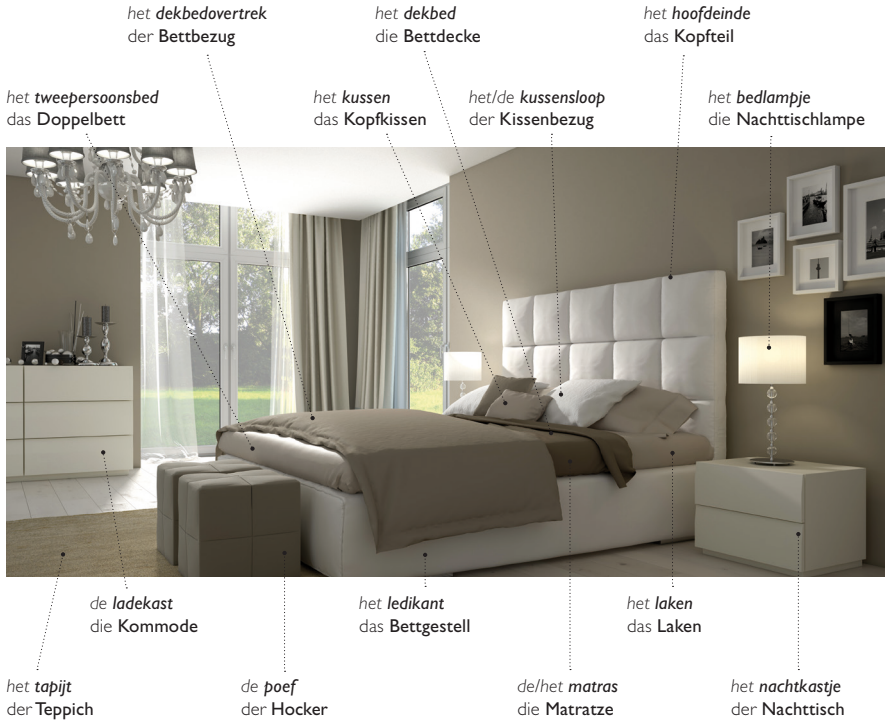 het dekbedovertrek
der Bettbezug
het dekbed
die Bettdecke
het hoofdeinde
das Kopfteil
het tweepersoonsbed
das Doppelbett
het kussen
das Kopfkissen
het/de kussensloop
der Kissenbezug
het bedlampje
die Nachttischlampe
de ladekast
die Kommode
het ledikant
das Bettgestell
het laken
das Laken
het tapijt
der Teppich
de poef
der Hocker
de/het matras
die Matratze
het nachtkastje
der Nachttisch